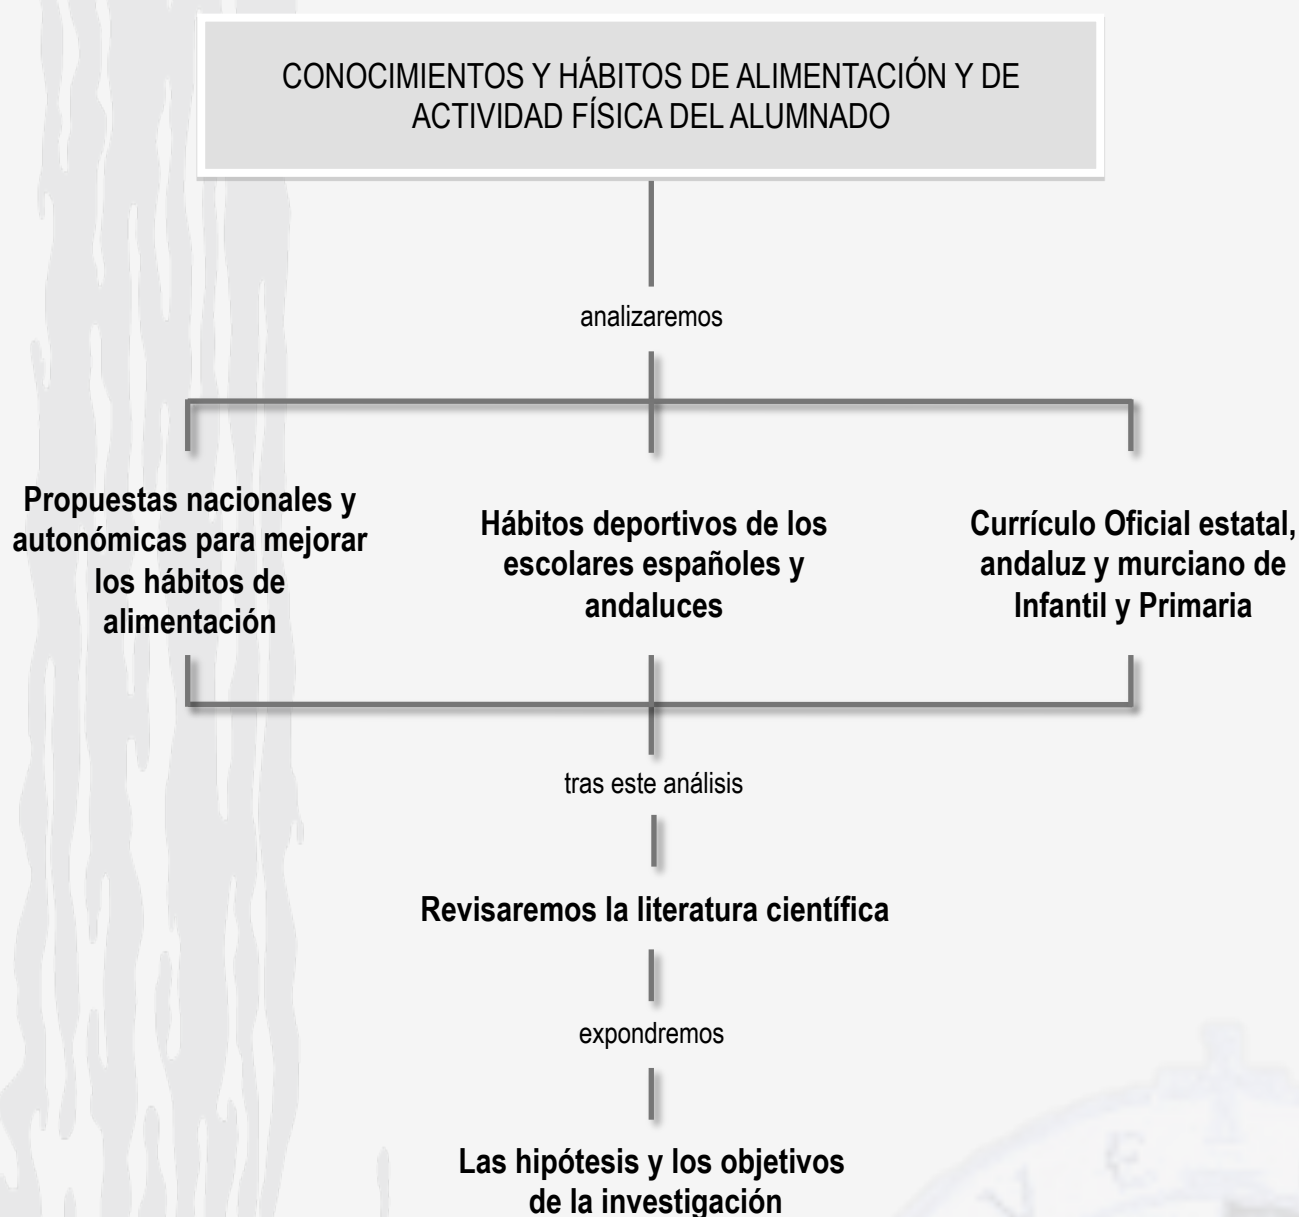 CONOCIMIENTOS Y HÁBITOS DE ALIMENTACIÓN Y DE
ACTIVIDAD FÍSICA DEL ALUMNADO
analizaremos
Propuestas nacionales y
autonómicas para mejorar
los hábitos de
alimentación
Hábitos deportivos de los
escolares españoles y
andaluces
Currículo Oficial estatal,
andaluz y murciano de
Infantil y Primaria
tras este análisis
Revisaremos la literatura científica
expondremos
Las hipótesis y los objetivos
de la investigación